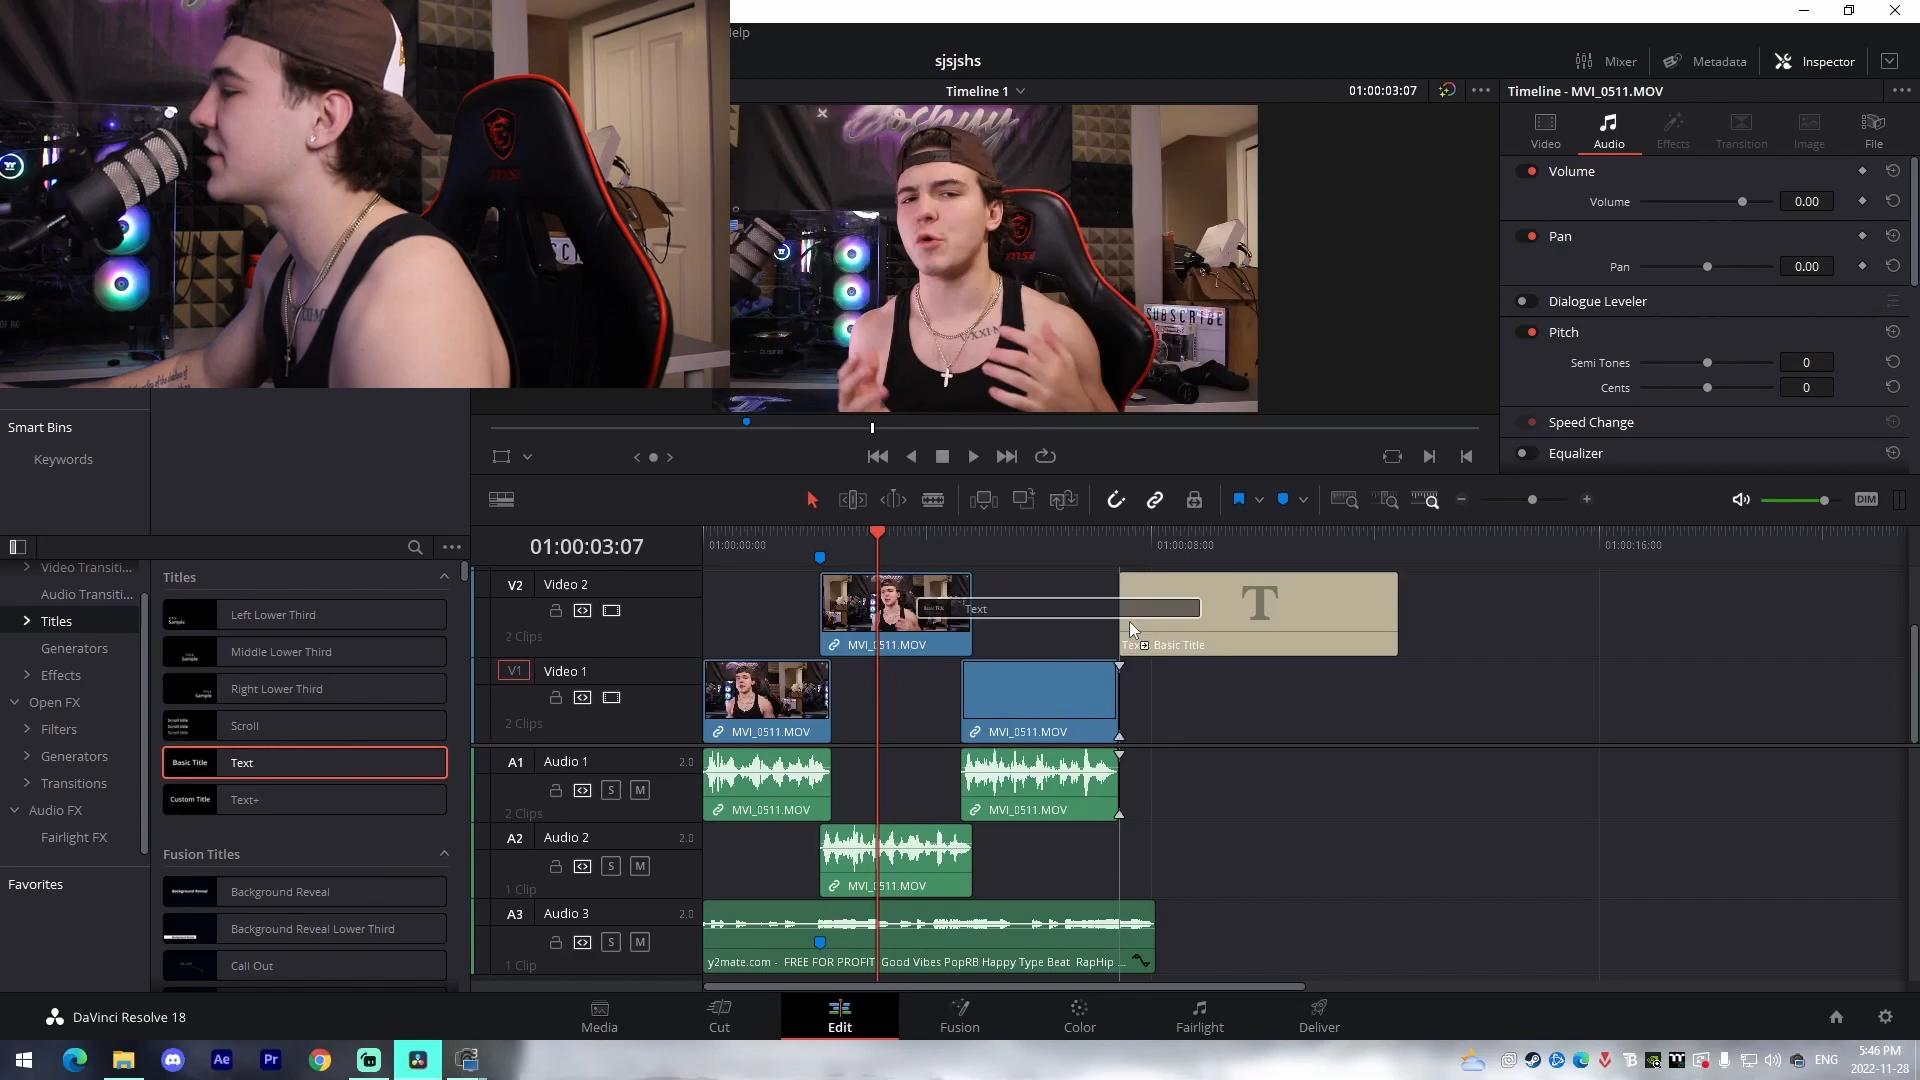 elp
sjsjshs
Mixer
Metadata
Inspector
Timeline 1
01:00:03:07
Timeline - MVI_0511.MOV
Video
Audio
Effects
Transition
Image
File
Volume
Volume
0.00
Pan
Pan
0.00
Dialogue Leveler
Pitch
Semi Tones
0
Cents
0
Speed Change
Equalizer
msi
msi
SUBSCRIBE
Smart Bins
Keywords
DIM
Video Transiti...
Audio Transiti...
Titles
Generators
Effects
Open FX
Filters
Generators
Transitions
Audio FX
Fairlight FX
Favorites
Titles
Left Lower Third
Middle Lower Third
Right Lower Third
Scroll
Basic Title
Text
Custom Title
Text+
Fusion Titles
Background Reveal
Background Reveal
Background Reveal Lower Third
Call Out
01:00:03:07
01:00:00:00
01:00:08:00
01:00:16:00
V2
Video 2
2 Clips
MVI_0511.MOV
Basic Title
Text
T
Basic Title
V1
Video 1
2 Clips
MVI_0511.MOV
MVI_0511.MOV
A1
Audio 1
2.0
S
M
2 Clips
MVI_0511.MOV
MVI_0511.MOV
A2
Audio 2
2.0
S
M
1 Clip
MVI_0511.MOV
A3
Audio 3
2.0
S
M
1 Clip
y2mate.com - FREE FOR PROFIT Good Vibes PopRB Happy Type Beat RapHip ...
DaVinci Resolve 18
Media
Cut
Edit
Fusion
Color
Fairlight
Deliver
Ae
Pr
ENG
5:46 PM
2022-11-28